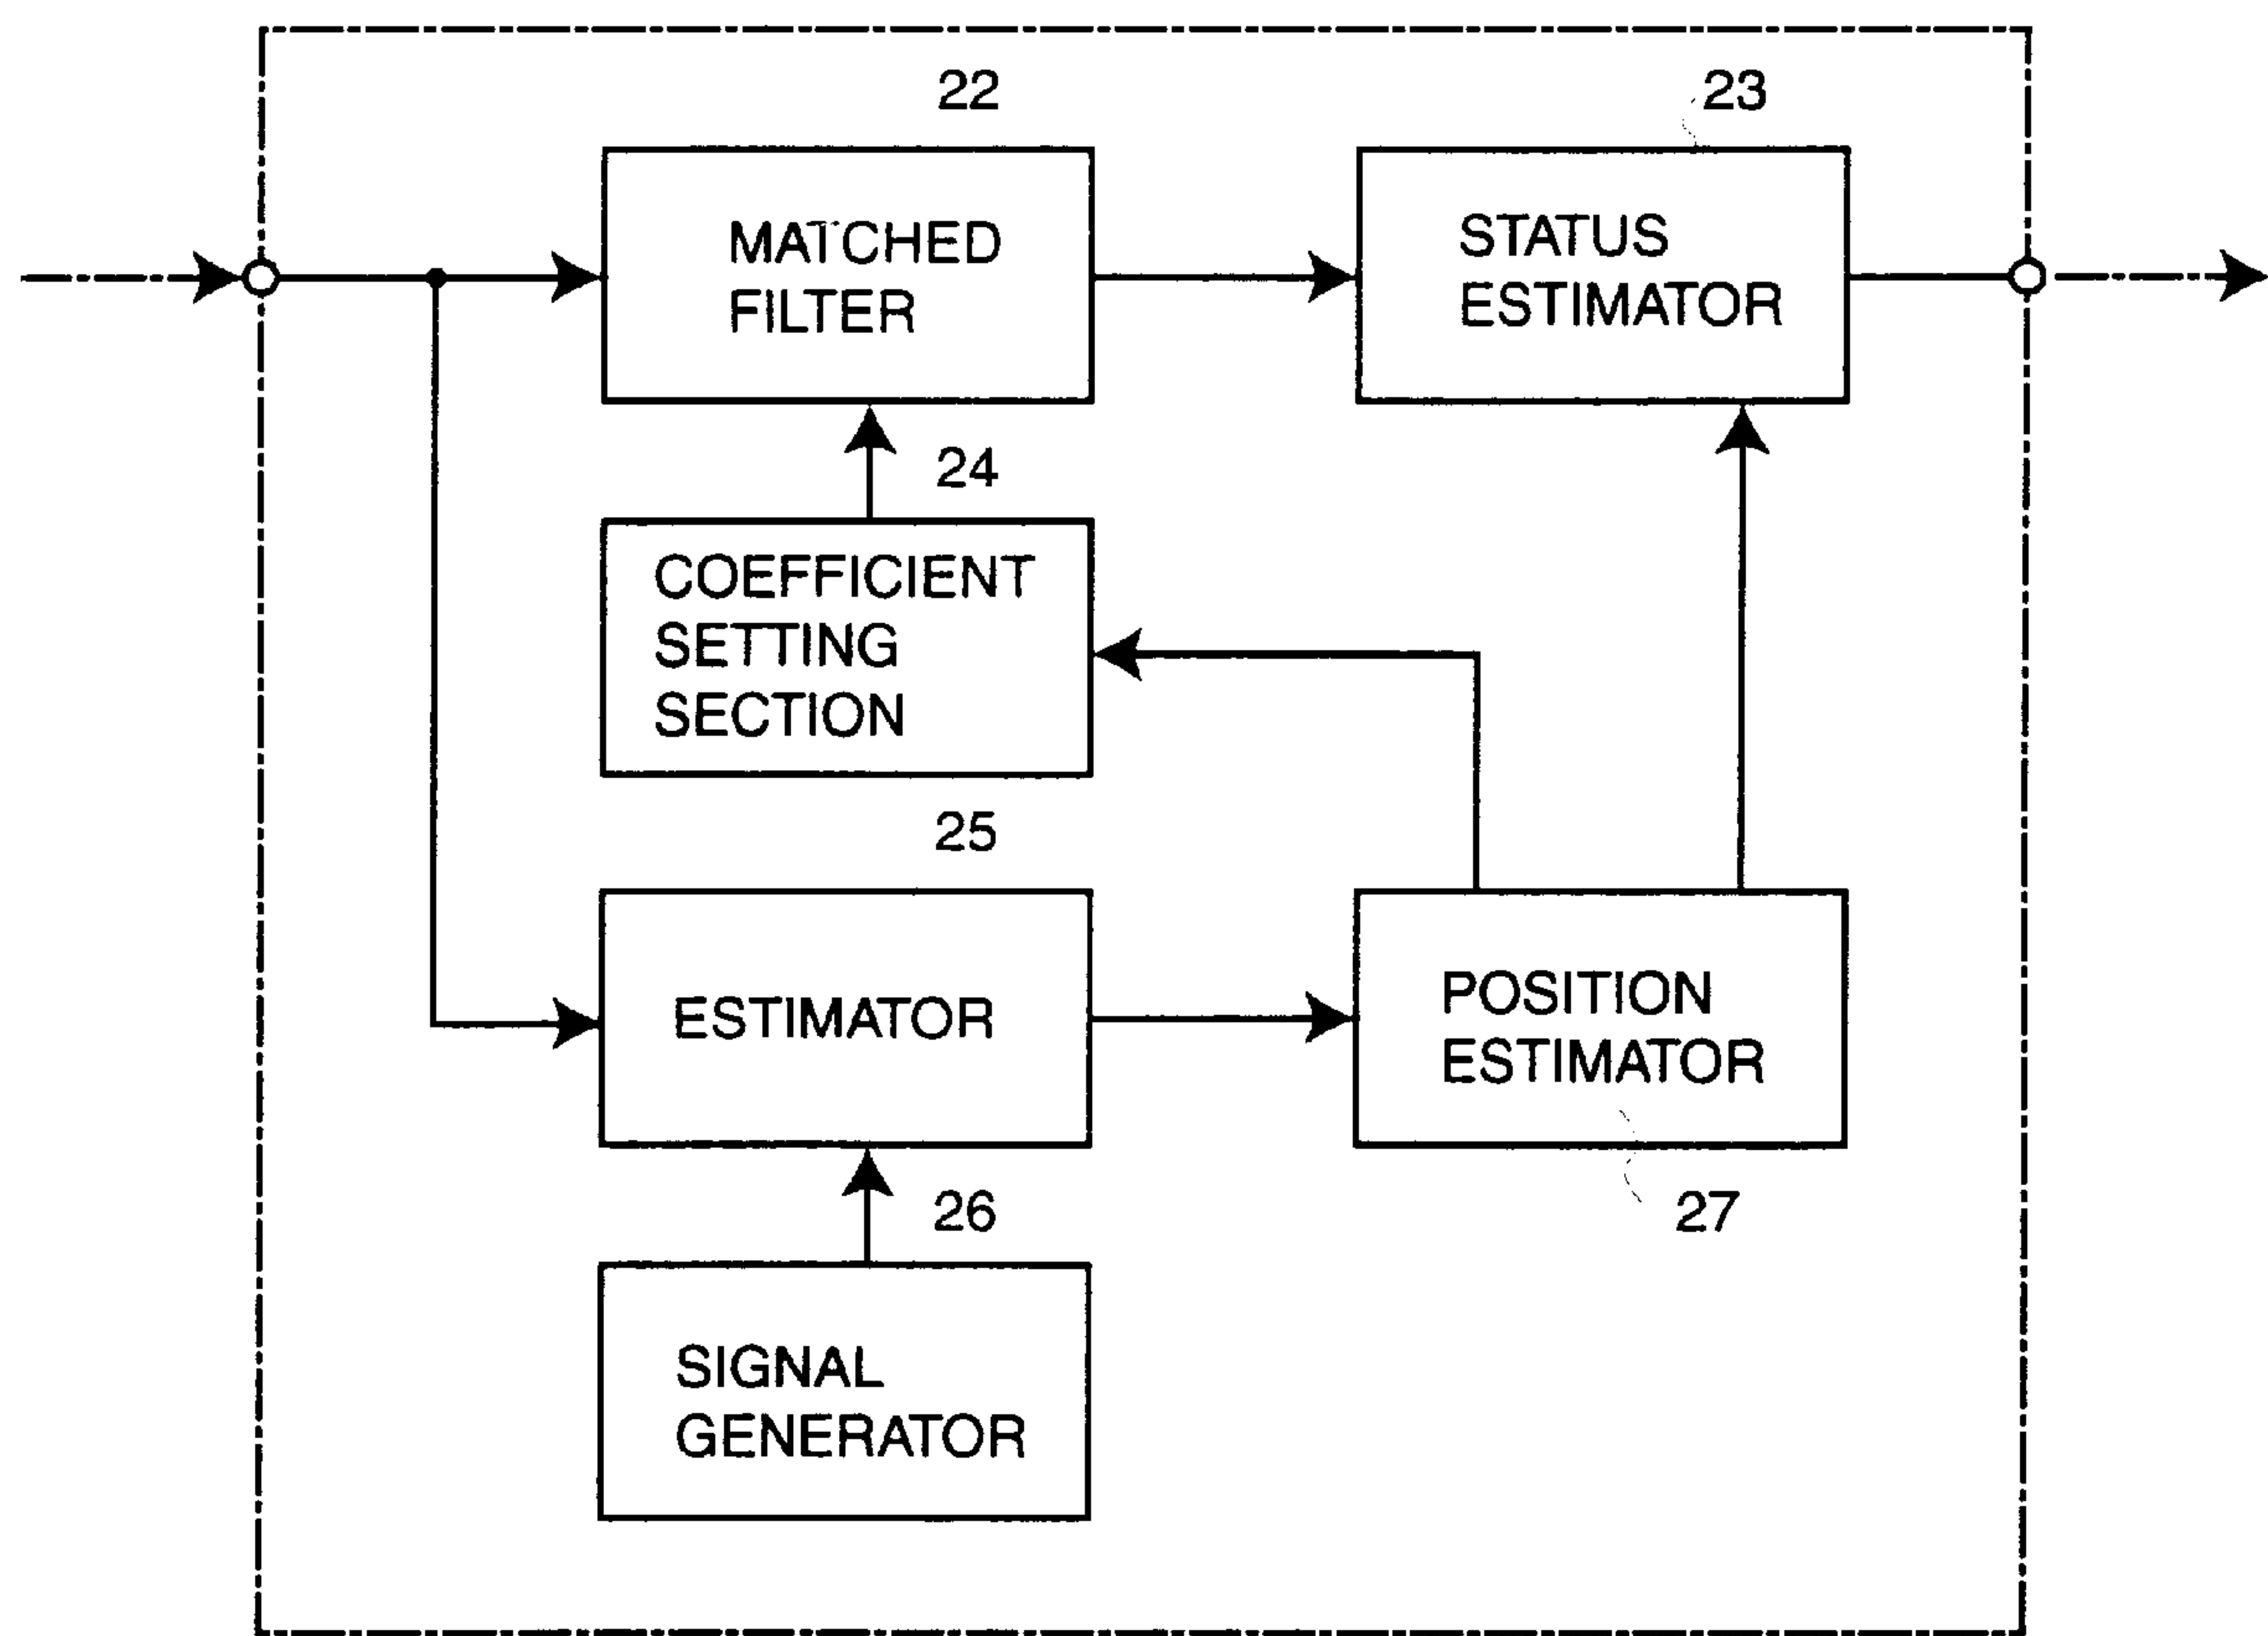 22
23
MATCHED
FILTER
STATUS
ESTIMATOR
24
COEFFICIENT
SETTING
SECTION
25
ESTIMATOR
POSITION
ESTIMATOR
26
27
SIGNAL
GENERATOR